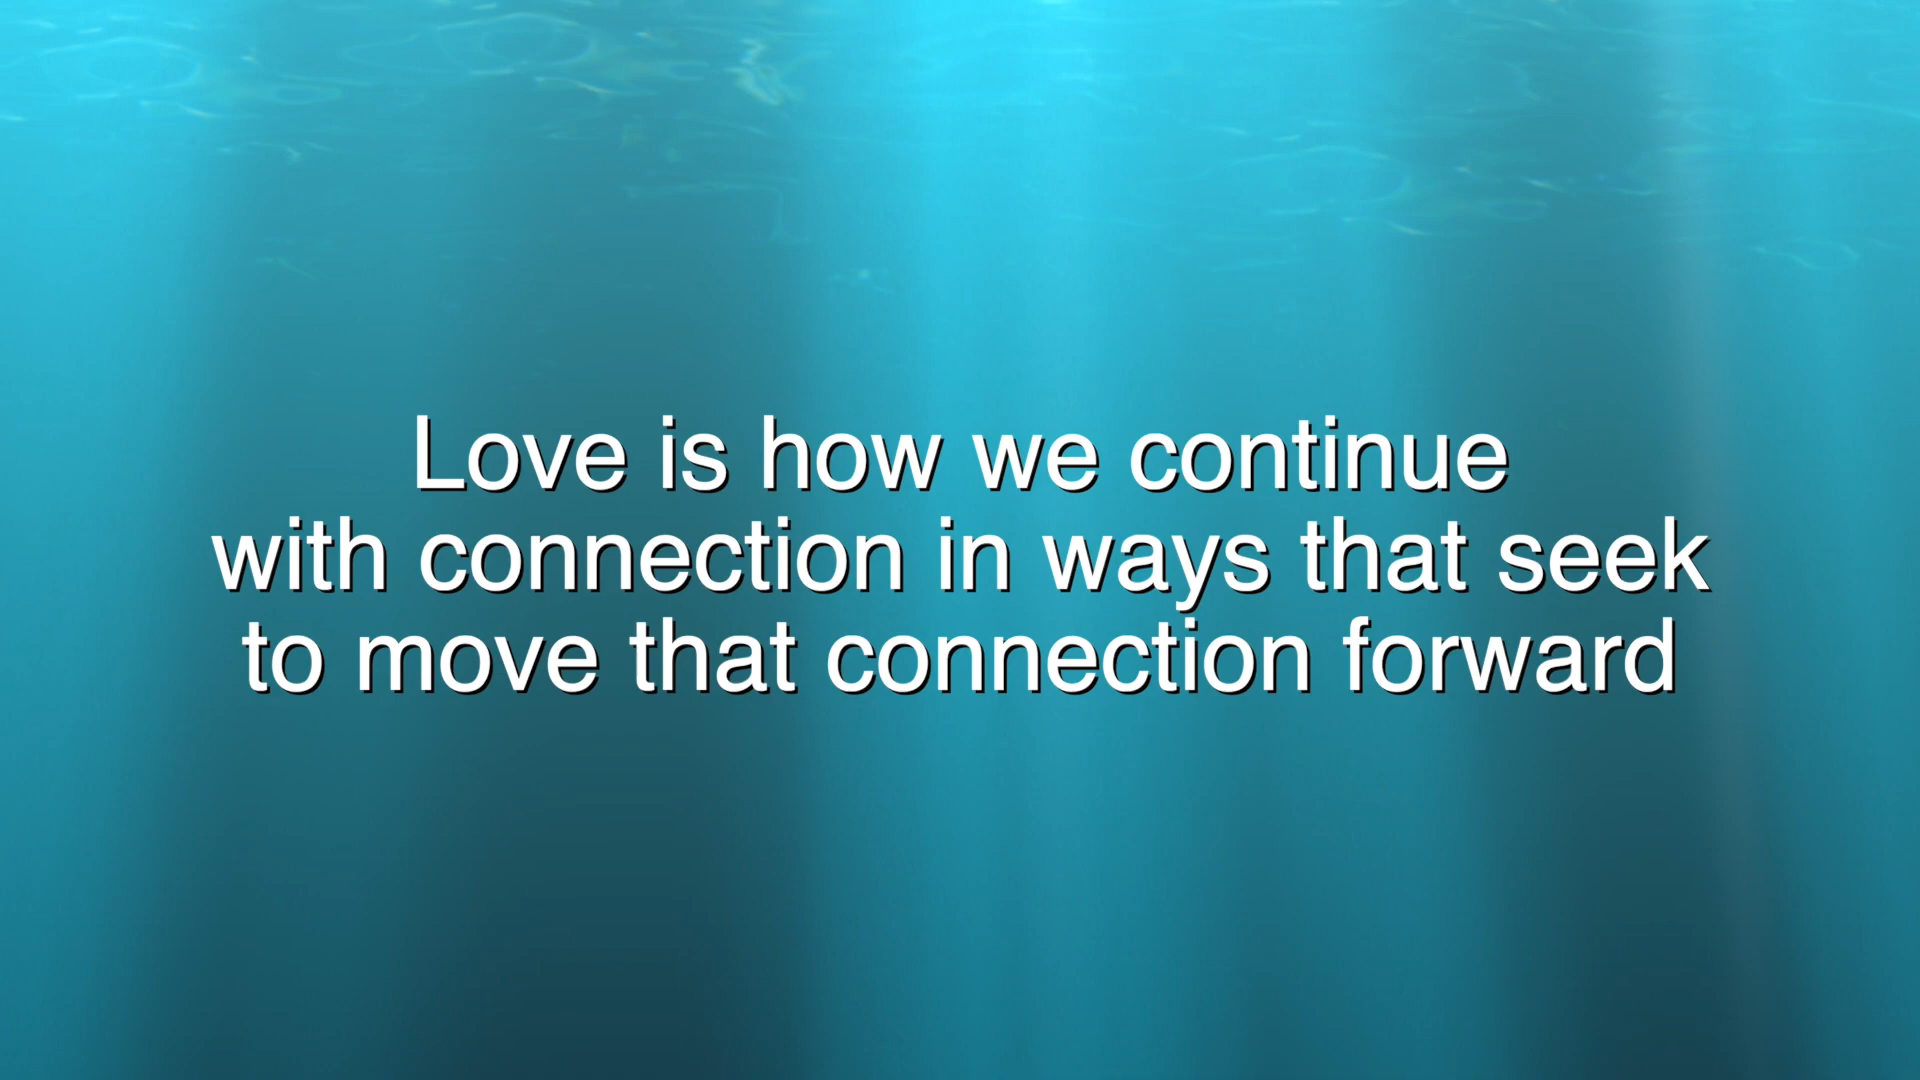 Love is how we continue
with connection in ways that seek
to move that connection forward